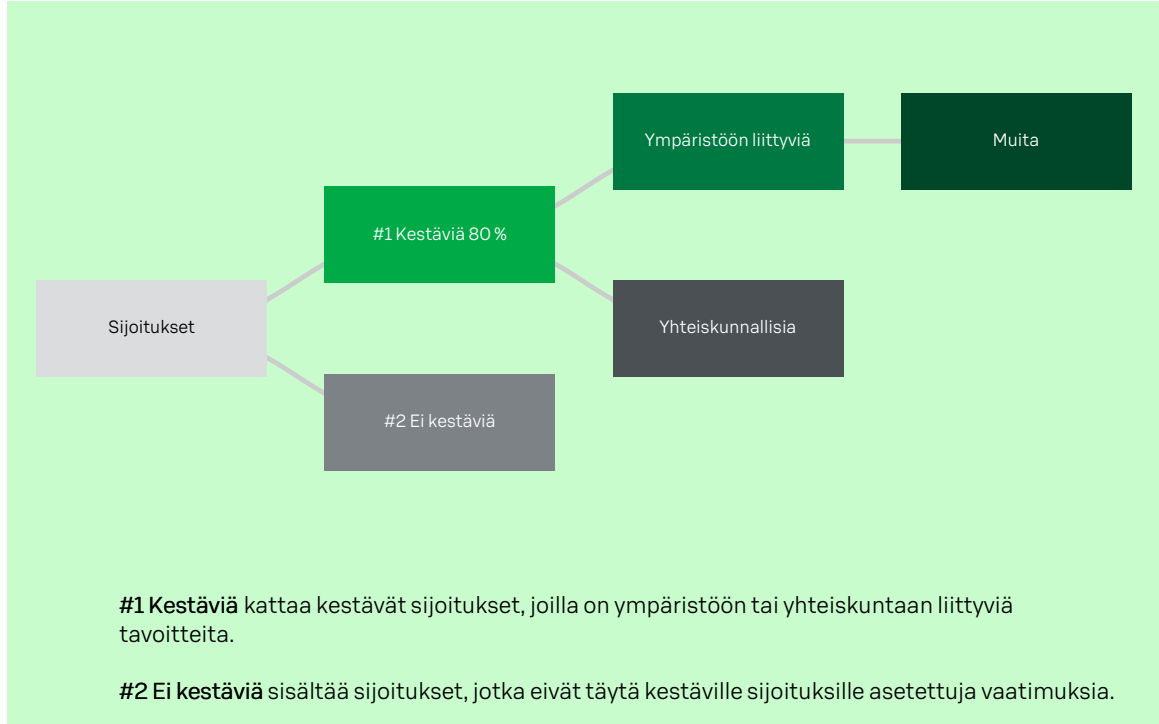 Ympäristöön liittyviä
Muita
#1 Kestäviä 80 %
Sijoitukset
Yhteiskunnallisia
#2 Ei kestäviä
#1 Kestäviä kattaa kestävät sijoitukset, joilla on ympäristöön tai yhteiskuntaan liittyviä
tavoitteita.
#2 Ei kestäviä sisältää sijoitukset, jotka eivät täytä kestäville sijoituksille asetettuja vaatimuksia.